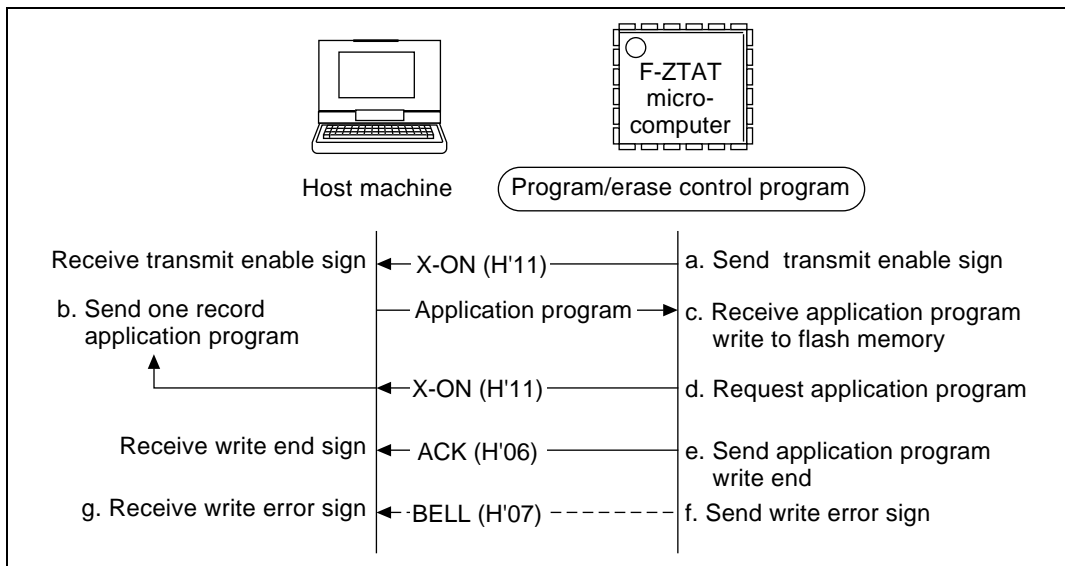 F-ZTAT
micro-
computer
Host machine
Program/erase control program
Receive transmit enable sign
X-ON (H'11)
a. Send transmit enable sign
b. Send one record
application program
Application program
c. Receive application program
write to flash memory
X-ON (H'11)
d. Request application program
Receive write end sign
ACK (H'06)
e. Send application program
write end
g. Receive write error sign
BELL (H'07)
f. Send write error sign